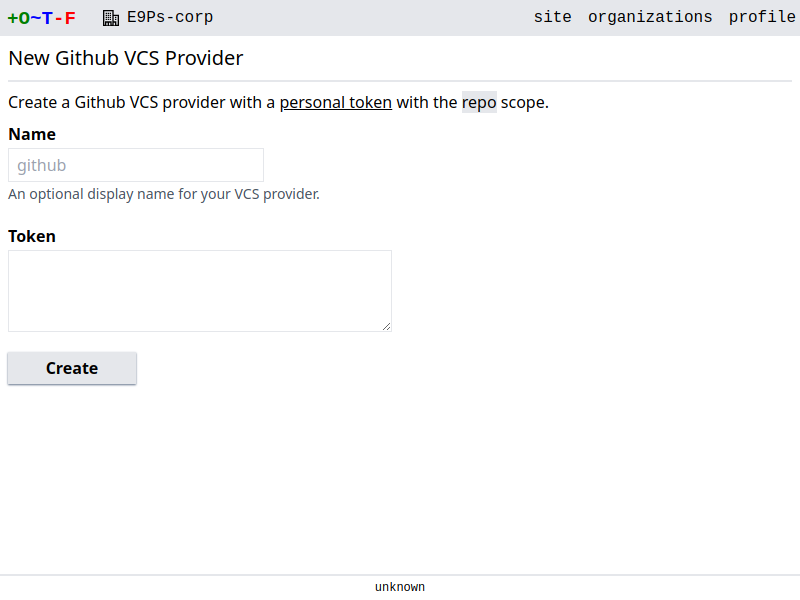 +O~T-F E9Ps-corp site organizations profile
New Github VCS Provider
Create a Github VCS provider with a personal token with the repo scope.
Name
github
An optional display name for your VCS provider.
Token
Create
unknown